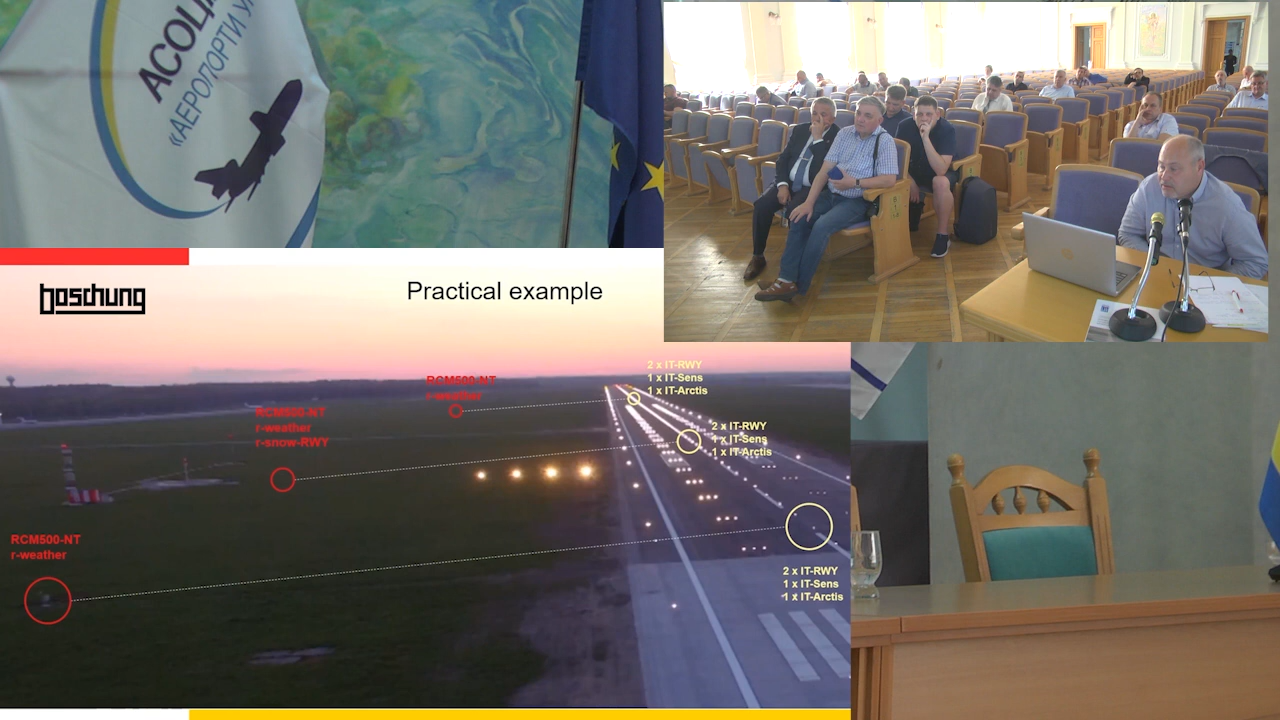 АСОЦІ
«АЕРОПОРТИ УК
boschung
Practical example
RCM500-NT
r-weather
2 x IT-RWY
1 x IT-Sens
1 x IT-Arctis
RCM500-NT
r-weather
r-snow-RWY
2 x IT-RWY
1 x IT-Sens
1 x IT-Arctis
RCM500-NT
r-weather
2 x IT-RWY
1 x IT-Sens
1 x IT-Arctis